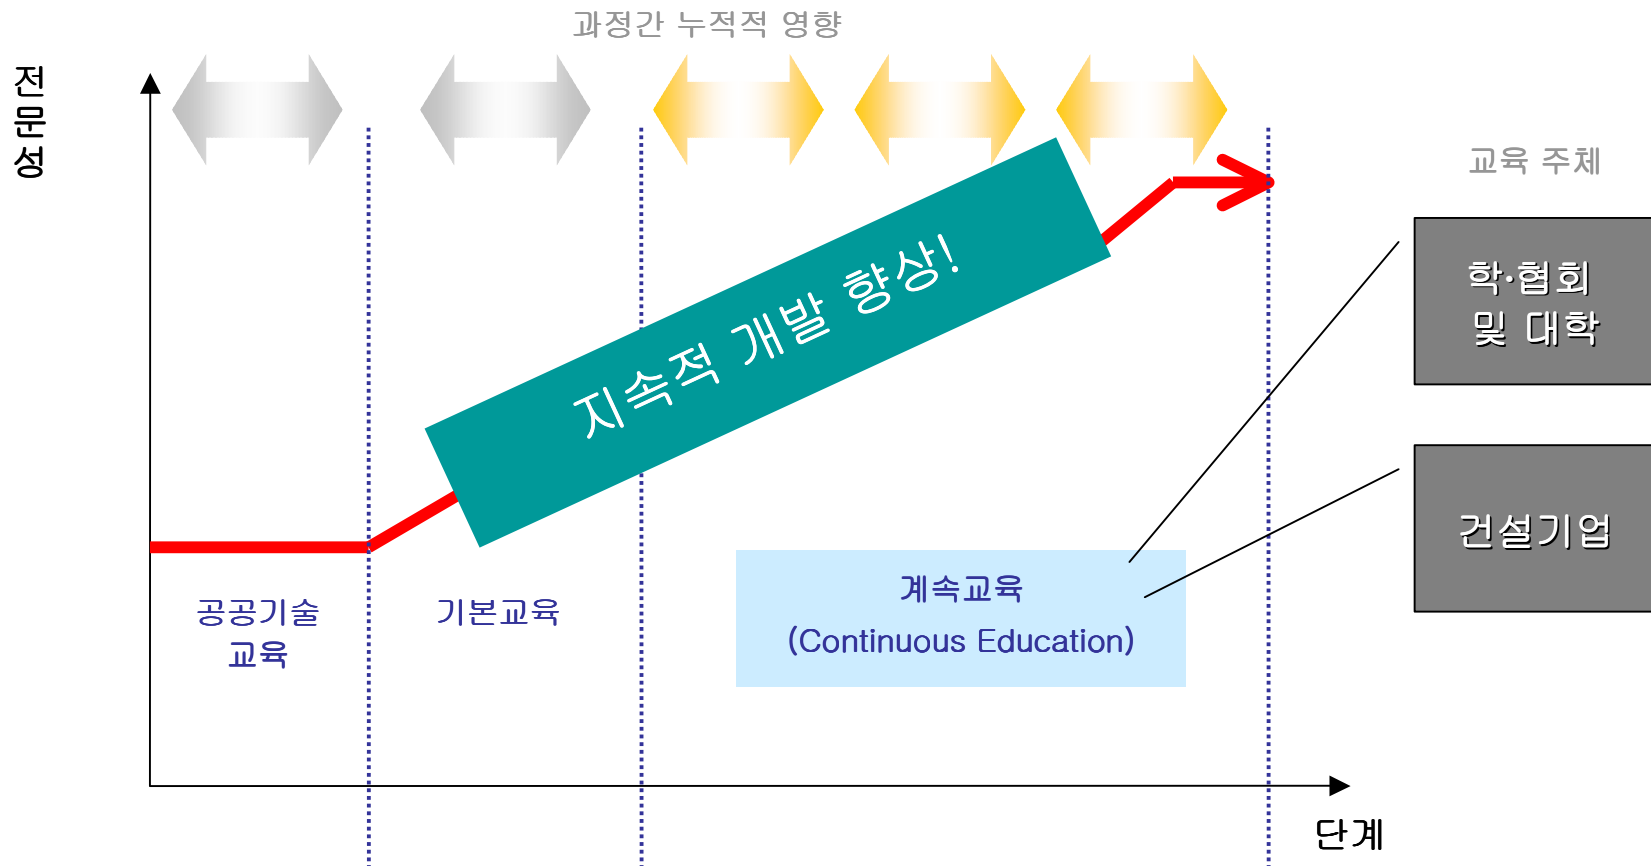 과정간 누적적 영향
전
문
성
교육 주체
지속적 개발 향상!
학·협회
및 대학
건설기업
공공기술
교육
기본교육
계속교육
(Continuous Education)
단계